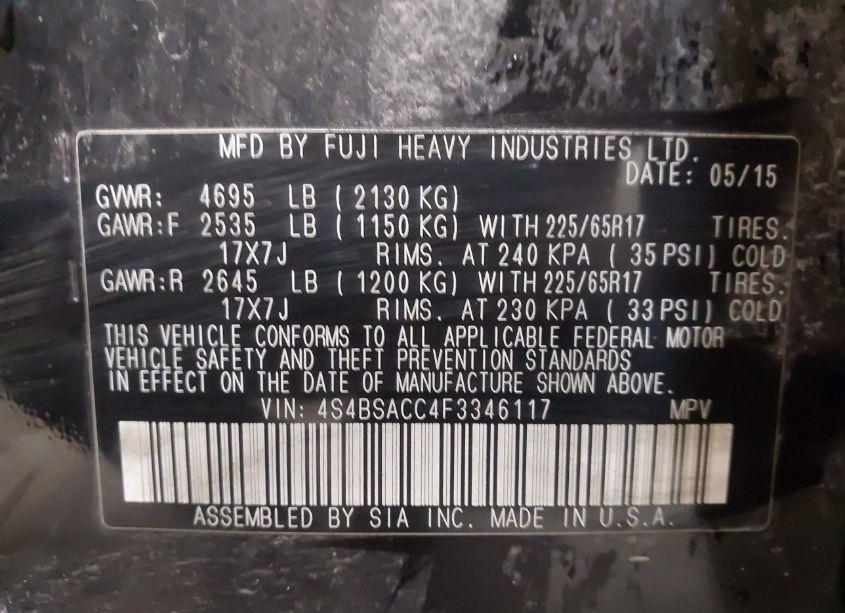 MFD BY FUJI HEAVY INDUSTRIES LTD.
DATE: 05/15
GVWR: 4695 LB ( 2130 KG)
GAWR:F 2535 LB ( 1150 KG) WITH 225/65R17 TIRES.
17X7J RIMS. AT 240 KPA ( 35 PSI) COLD
GAWR:R 2645 LB ( 1200 KG) WITH 225/65R17 TIRES.
17X7J RIMS. AT 230 KPA ( 33 PSI) COLD
THIS VEHICLE CONFORMS TO ALL APPLICABLE FEDERAL MOTOR
VEHICLE SAFETY AND THEFT PREVENTION STANDARDS
IN EFFECT ON THE DATE OF MANUFACTURE SHOWN ABOVE.
VIN: 4S4BSACC4F3346117 MPV
ASSEMBLED BY SIA INC. MADE IN U.S.A.